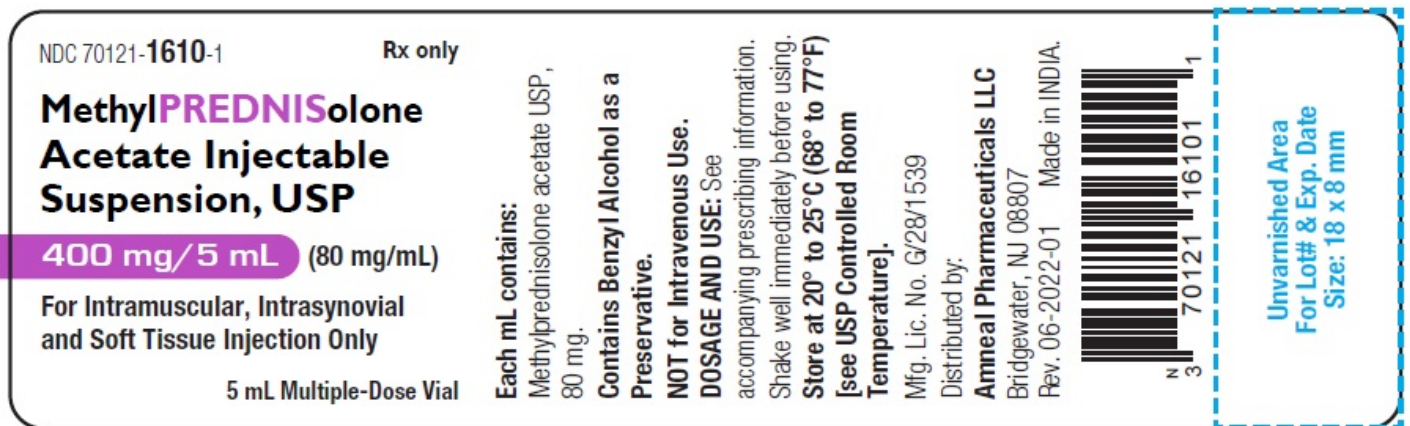 NDC 70121-1610-1 Rx only
MethylPREDNISolone
Acetate Injectable
Suspension, USP
400 mg/5 mL (80 mg/mL)
For Intramuscular, Intrasynovial
and Soft Tissue Injection Only
5 mL Multiple-Dose Vial
Each mL contains:
Methylprednisolone acetate USP,
80 mg.
Contains Benzyl Alcohol as a
Preservative.
NOT for Intravenous Use.
DOSAGE AND USE: See
accompanying prescribing information.
Shake well immediately before using.
Store at 20° to 25°C (68° to 77°F)
[see USP Controlled Room
Temperature].
Mfg. Lic. No. G/28/1539
Distributed by:
Amneal Pharmaceuticals LLC
Bridgewater, NJ 08807
Rev. 06-2022-01 Made in INDIA.
N
3 70121 16101 1
Unvarnished Area
For Lot# & Exp. Date
Size: 18 x 8 mm